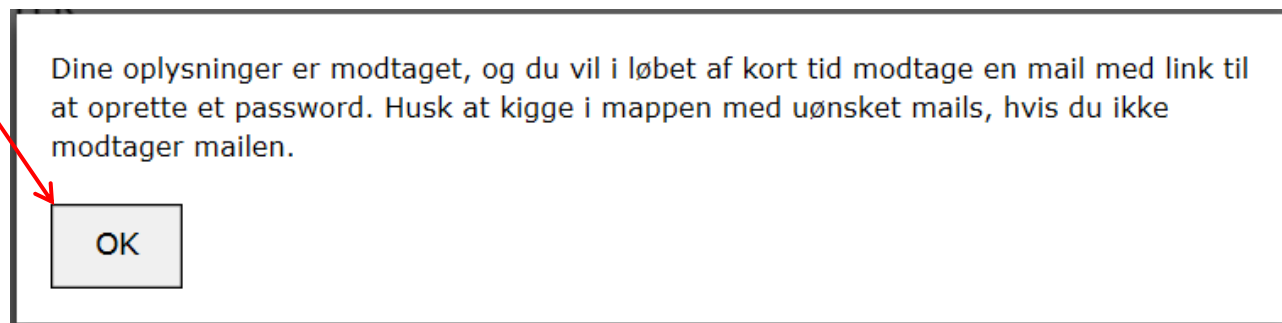 Dine oplysninger er modtaget, og du vil i løbet af kort tid modtage en mail med link til
at oprette et password. Husk at kigge i mappen med uønsket mails, hvis du ikke
modtager mailen.
OK